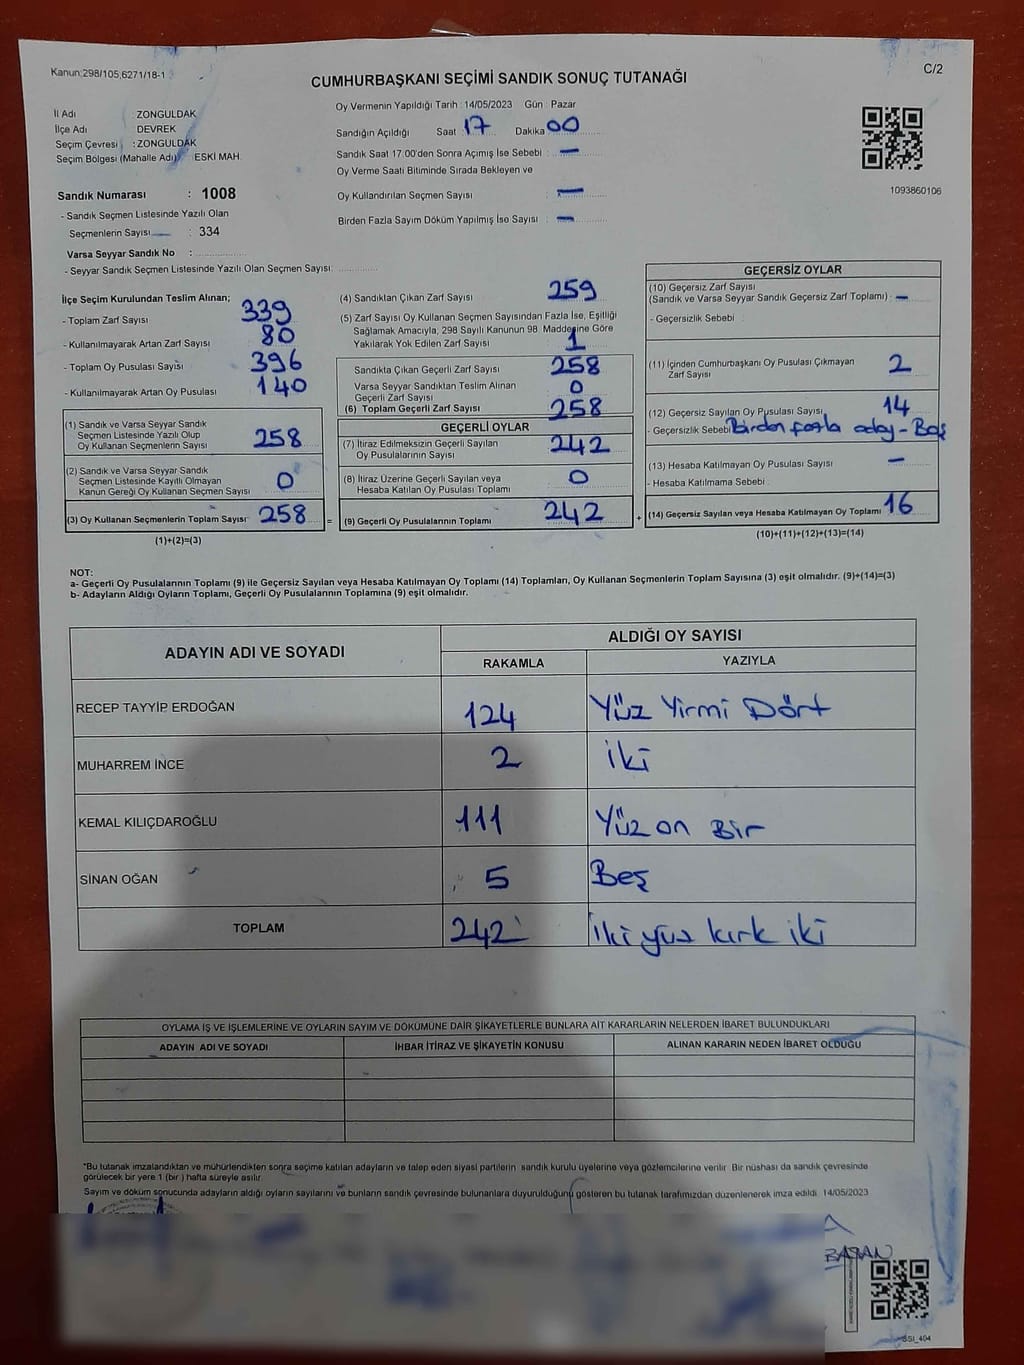 Kanun:298/105,6271/18-1
C/2
CUMHURBAŞKANI SEÇİMİ SANDIK SONUÇ TUTANAĞI
İl Adı ZONGULDAK
İlçe Adı DEVREK
Seçim Çevresi : ZONGULDAK
Seçim Bölgesi (Mahalle Adı) ESKİ MAH.
Oy Vermenin Yapıldığı Tarih : 14/05/2023 Gün : Pazar
Sandığın Açıldığı Saat : 17 Dakika 00
Sandık Saat 17:00'den Sonra Açımış İse Sebebi : —
Oy Verme Saati Bitiminde Sırada Bekleyen ve
Oy Kullandırılan Seçmen Sayısı : —
Birden Fazla Sayım Döküm Yapılmış İse Sayısı : —
1093860106
Sandık Numarası : 1008
- Sandık Seçmen Listesinde Yazılı Olan
Seçmenlerin Sayısı : 334
Varsa Seyyar Sandık No :
- Seyyar Sandık Seçmen Listesinde Yazılı Olan Seçmen Sayısı:
İlçe Seçim Kurulundan Teslim Alınan;
- Toplam Zarf Sayısı 339
- Kullanılmayarak Artan Zarf Sayısı 80
- Toplam Oy Pusulası Sayısı 396
- Kullanılmayarak Artan Oy Pusulası 140
(1) Sandık ve Varsa Seyyar Sandık
Seçmen Listesinde Yazılı Olup
Oy Kullanan Seçmenlerin Sayısı 258
(2) Sandık ve Varsa Seyyar Sandık
Seçmen Listesinde Kayıtlı Olmayan
Kanun Gereği Oy Kullanan Seçmen Sayısı 0
(3) Oy Kullanan Seçmenlerin Toplam Sayısı 258
(1)+(2)=(3)
=
(4) Sandıktan Çıkan Zarf Sayısı 259
(5) Zarf Sayısı Oy Kullanan Seçmen Sayısından Fazla İse, Eşitliği
Sağlamak Amacıyla, 298 Sayılı Kanunun 98. Maddesine Göre
Yakılarak Yok Edilen Zarf Sayısı 1
Sandıkta Çıkan Geçerli Zarf Sayısı 258
Varsa Seyyar Sandıktan Teslim Alınan
Geçerli Zarf Sayısı 0
(6) Toplam Geçerli Zarf Sayısı 258
GEÇERLİ OYLAR
(7) İtiraz Edilmeksizin Geçerli Sayılan
Oy Pusulalarının Sayısı 242
(8) İtiraz Üzerine Geçerli Sayılan veya
Hesaba Katılan Oy Pusulası Toplamı 0
(9) Geçerli Oy Pusulalarının Toplamı 242
+
GEÇERSİZ OYLAR
(10) Geçersiz Zarf Sayısı
(Sandık ve Varsa Seyyar Sandık Geçersiz Zarf Toplamı) : —
- Geçersizlik Sebebi :
(11) İçinden Cumhurbaşkanı Oy Pusulası Çıkmayan
Zarf Sayısı 2
(12) Geçersiz Sayılan Oy Pusulası Sayısı 14
- Geçersizlik Sebebi Birden fazla aday - Boş
(13) Hesaba Katılmayan Oy Pusulası Sayısı —
- Hesaba Katılmama Sebebi :
(14) Geçersiz Sayılan veya Hesaba Katılmayan Oy Toplamı 16
(10)+(11)+(12)+(13)=(14)
NOT:
a- Geçerli Oy Pusulalarının Toplamı (9) ile Geçersiz Sayılan veya Hesaba Katılmayan Oy Toplamı (14) Toplamları, Oy Kullanan Seçmenlerin Toplam Sayısına (3) eşit olmalıdır. (9)+(14)=(3)
b- Adayların Aldığı Oyların Toplamı, Geçerli Oy Pusulalarının Toplamına (9) eşit olmalıdır.
ADAYIN ADI VE SOYADI ALDIĞI OY SAYISI
RAKAMLA YAZIYLA
RECEP TAYYİP ERDOĞAN 124 Yüz Yirmi Dört
MUHARREM İNCE 2 iki
KEMAL KILIÇDAROĞLU 111 Yüz on Bir
SİNAN OĞAN 5 Beş
TOPLAM 242 iki yüz kırk iki
OYLAMA İŞ VE İŞLEMLERİNE VE OYLARIN SAYIM VE DÖKÜMÜNE DAİR ŞİKAYETLERLE BUNLARA AİT KARARLARIN NELERDEN İBARET BULUNDUKLARI
ADAYIN ADI VE SOYADI İHBAR İTİRAZ VE ŞİKAYETİN KONUSU ALINAN KARARIN NEDEN İBARET OLDUĞU
*Bu tutanak imzalandıktan ve mühürlendikten sonra seçime katılan adayların ve talep eden siyasi partilerin sandık kurulu üyelerine veya gözlemcilerine verilir. Bir nüshası da sandık çevresinde
görülecek bir yere 1 (bir ) hafta süreyle asılır.
Sayım ve döküm sonucunda adayların aldığı oyların sayılarını ve bunların sandık çevresinde bulunanlara duyurulduğunu gösteren bu tutanak tarafımızdan düzenlenerek imza edildi. 14/05/2023
BAŞAN
SSI_404